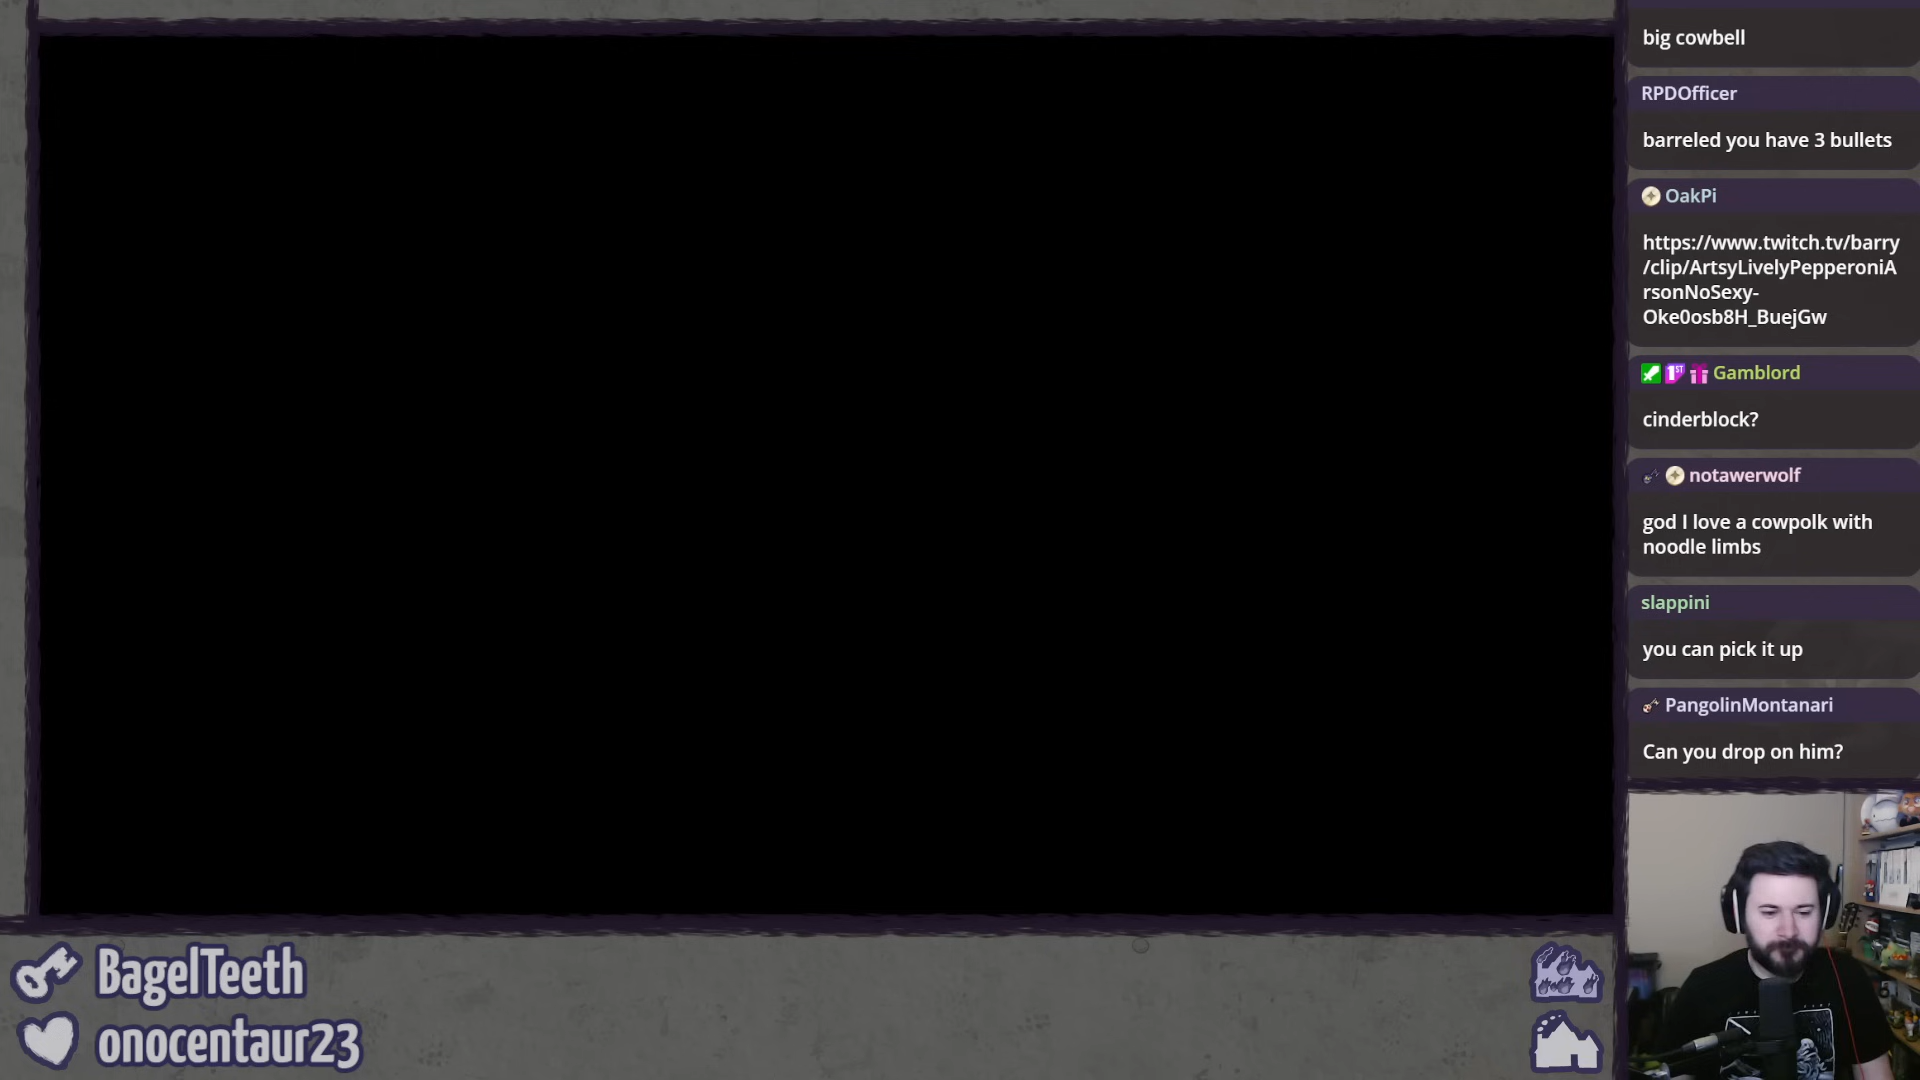 big cowbell
RPDOfficer
barreled you have 3 bullets
OakPi
https://www.twitch.tv/barry
/clip/ArtsyLivelyPepperoniA
rsonNoSexy-
Oke0osb8H_BuejGw
1ST
Gamblord
cinderblock?
notawerwolf
god I love a cowpolk with
noodle limbs
slappini
you can pick it up
PangolinMontanari
Can you drop on him?
BagelTeeth
onocentaur23